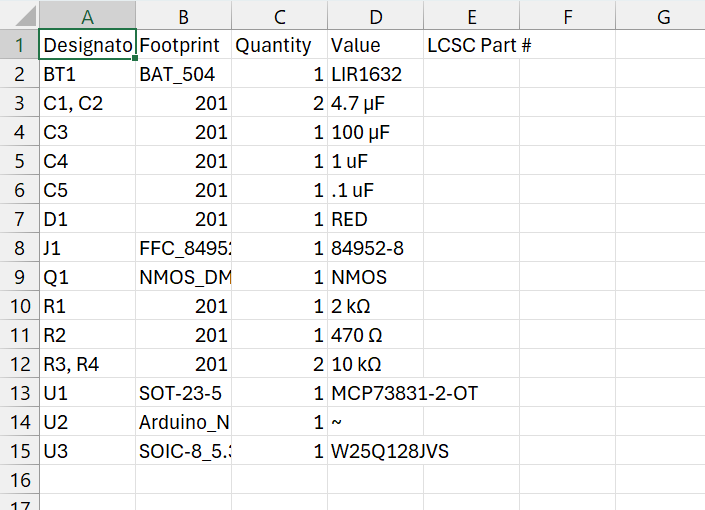 A B C D E F G
1 Designato Footprint Quantity Value LCSC Part #
2 BT1 BAT_504 1 LIR1632
3 C1, C2 201 2 4.7 µF
4 C3 201 1 100 µF
5 C4 201 1 1 uF
6 C5 201 1 .1 uF
7 D1 201 1 RED
8 J1 FFC_84952 1 84952-8
9 Q1 NMOS_DM 1 NMOS
10 R1 201 1 2 kΩ
11 R2 201 1 470 Ω
12 R3, R4 201 2 10 kΩ
13 U1 SOT-23-5 1 MCP73831-2-OT
14 U2 Arduino_N 1 ~
15 U3 SOIC-8_5.3 1 W25Q128JVS
16
17